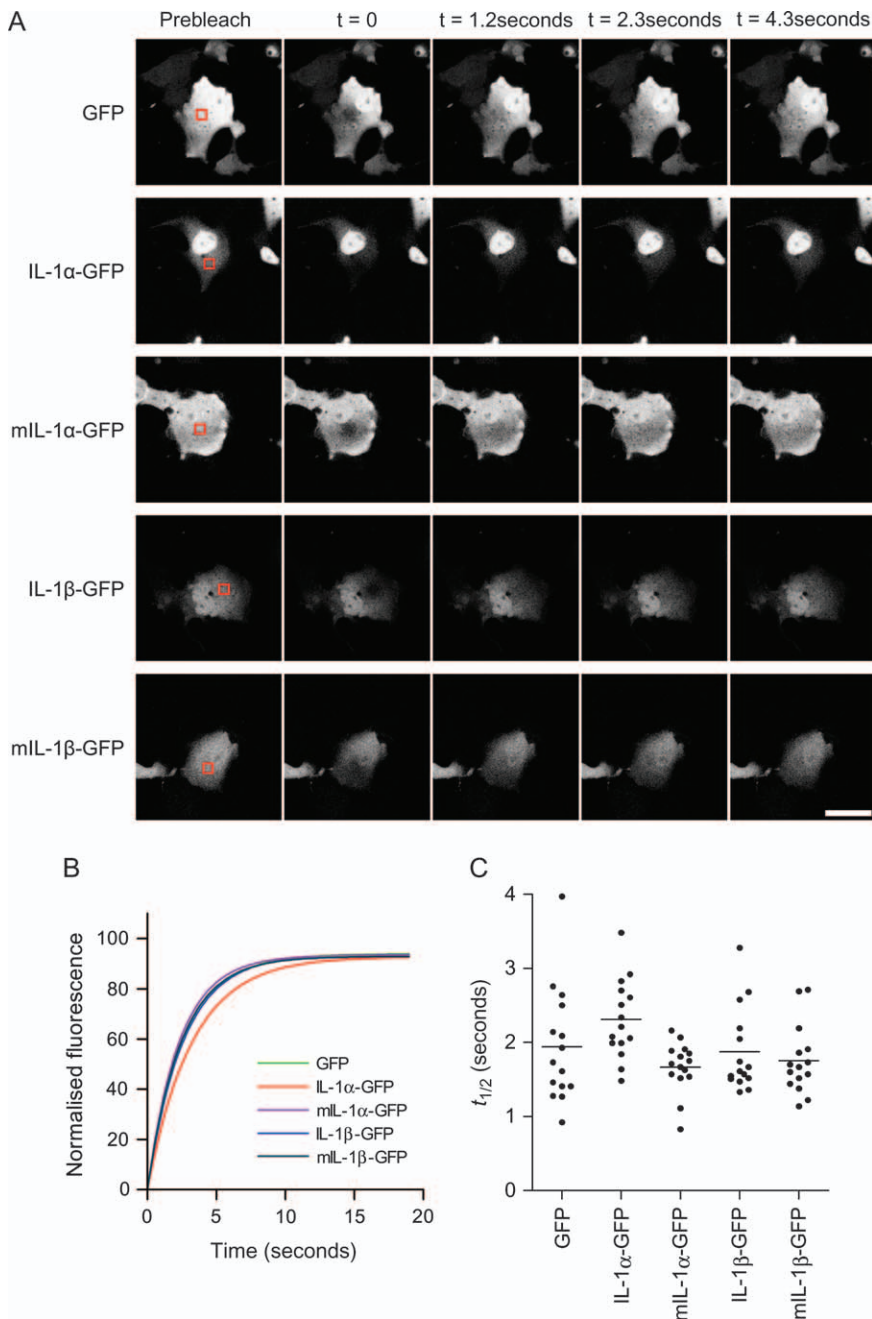 A
Prebleach t = 0 t = 1.2seconds t = 2.3seconds t = 4.3seconds
GFP
IL-1α-GFP
mIL-1α-GFP
IL-1β-GFP
mIL-1β-GFP
B
Normalised fluorescence
100
80
60
40
20
0
GFP
IL-1α-GFP
mIL-1α-GFP
IL-1β-GFP
mIL-1β-GFP
0 5 10 15 20
Time (seconds)
C
t1/2 (seconds)
4
3
2
1
0
GFP
IL-1α-GFP
mIL-1α-GFP
IL-1β-GFP
mIL-1β-GFP